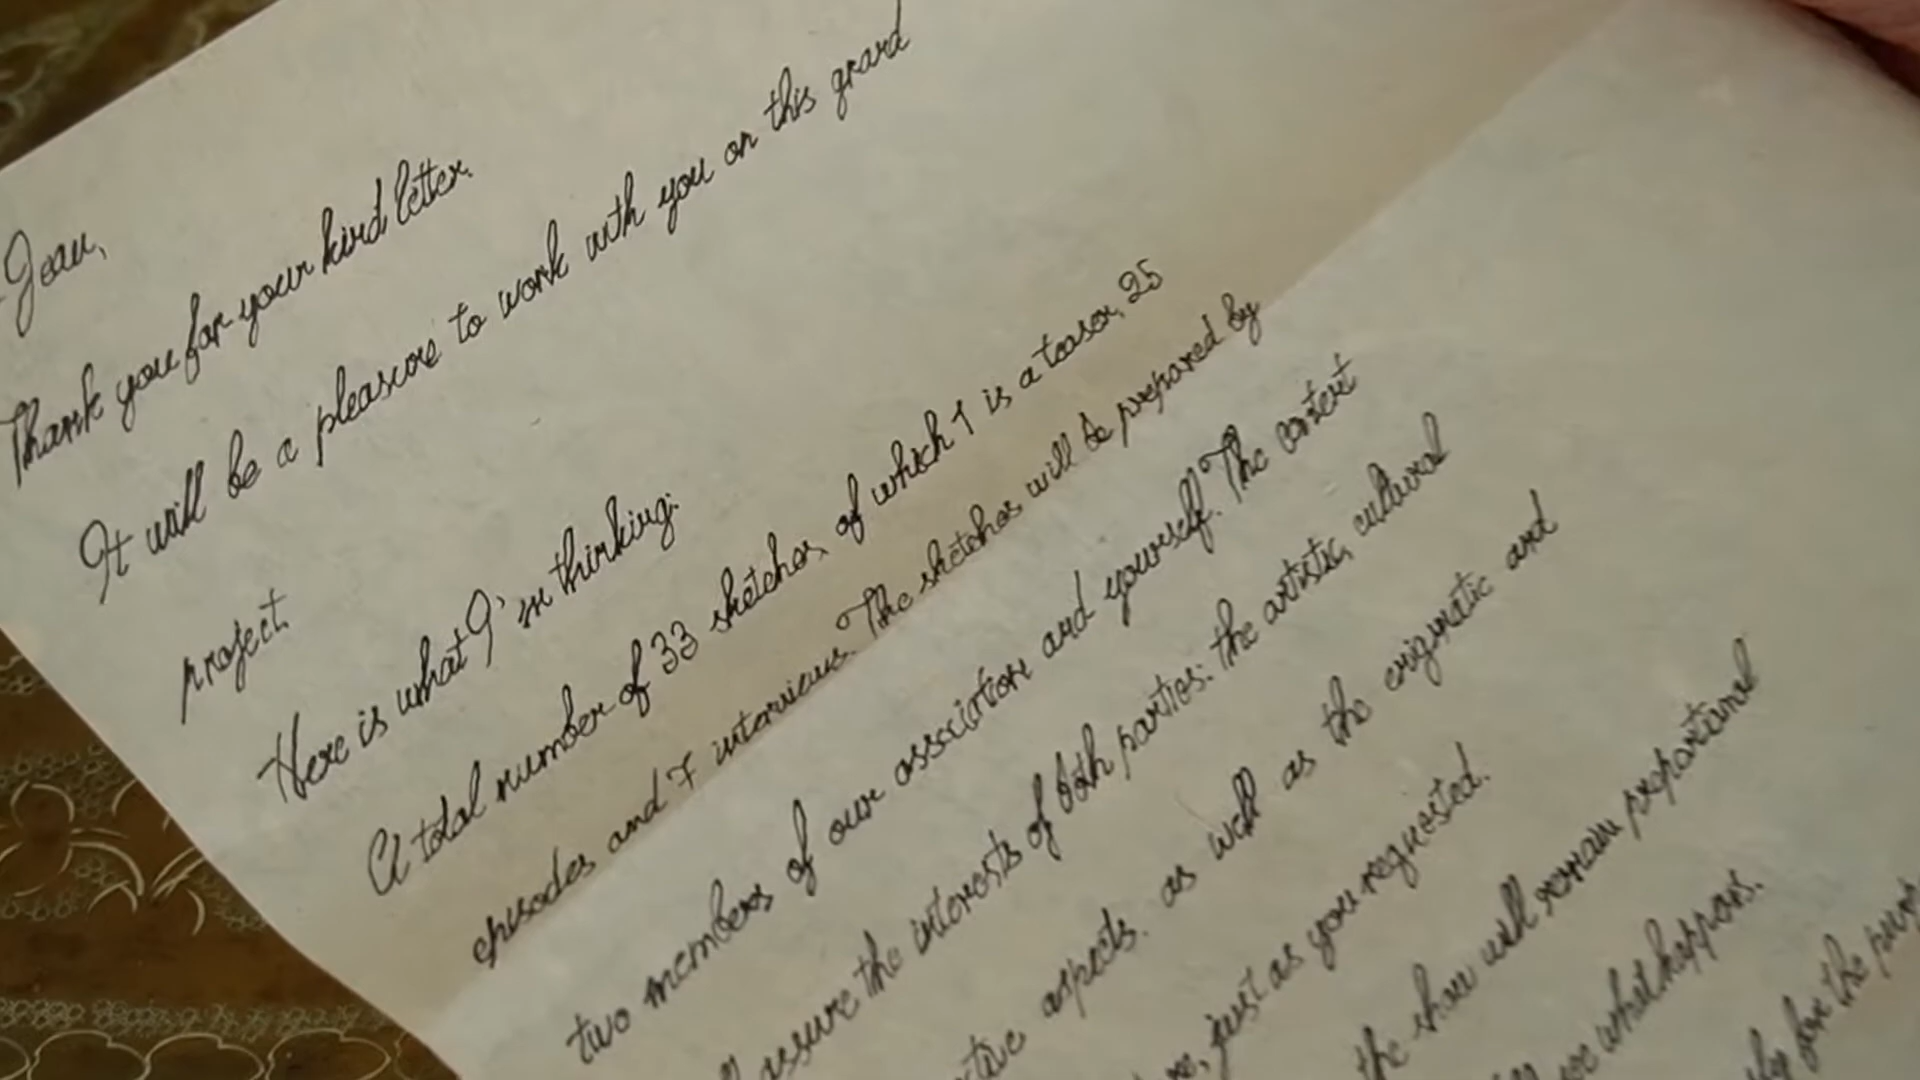 Jean,
Thank you for your kind letter.
It will be a pleasure to work with you on this grand
project.
Here is what I'm thinking:
A total number of 33 sketches, of which 1 is a teaser, 25
episodes and 7 interviews. The sketches will be prepared by
two members of our association and yourself. The content
assure the interests of both parties: the artistic, cultural
aspects, as well as the enigmatic and
just as you requested.
the show will remain proportional
see what happens.
for the